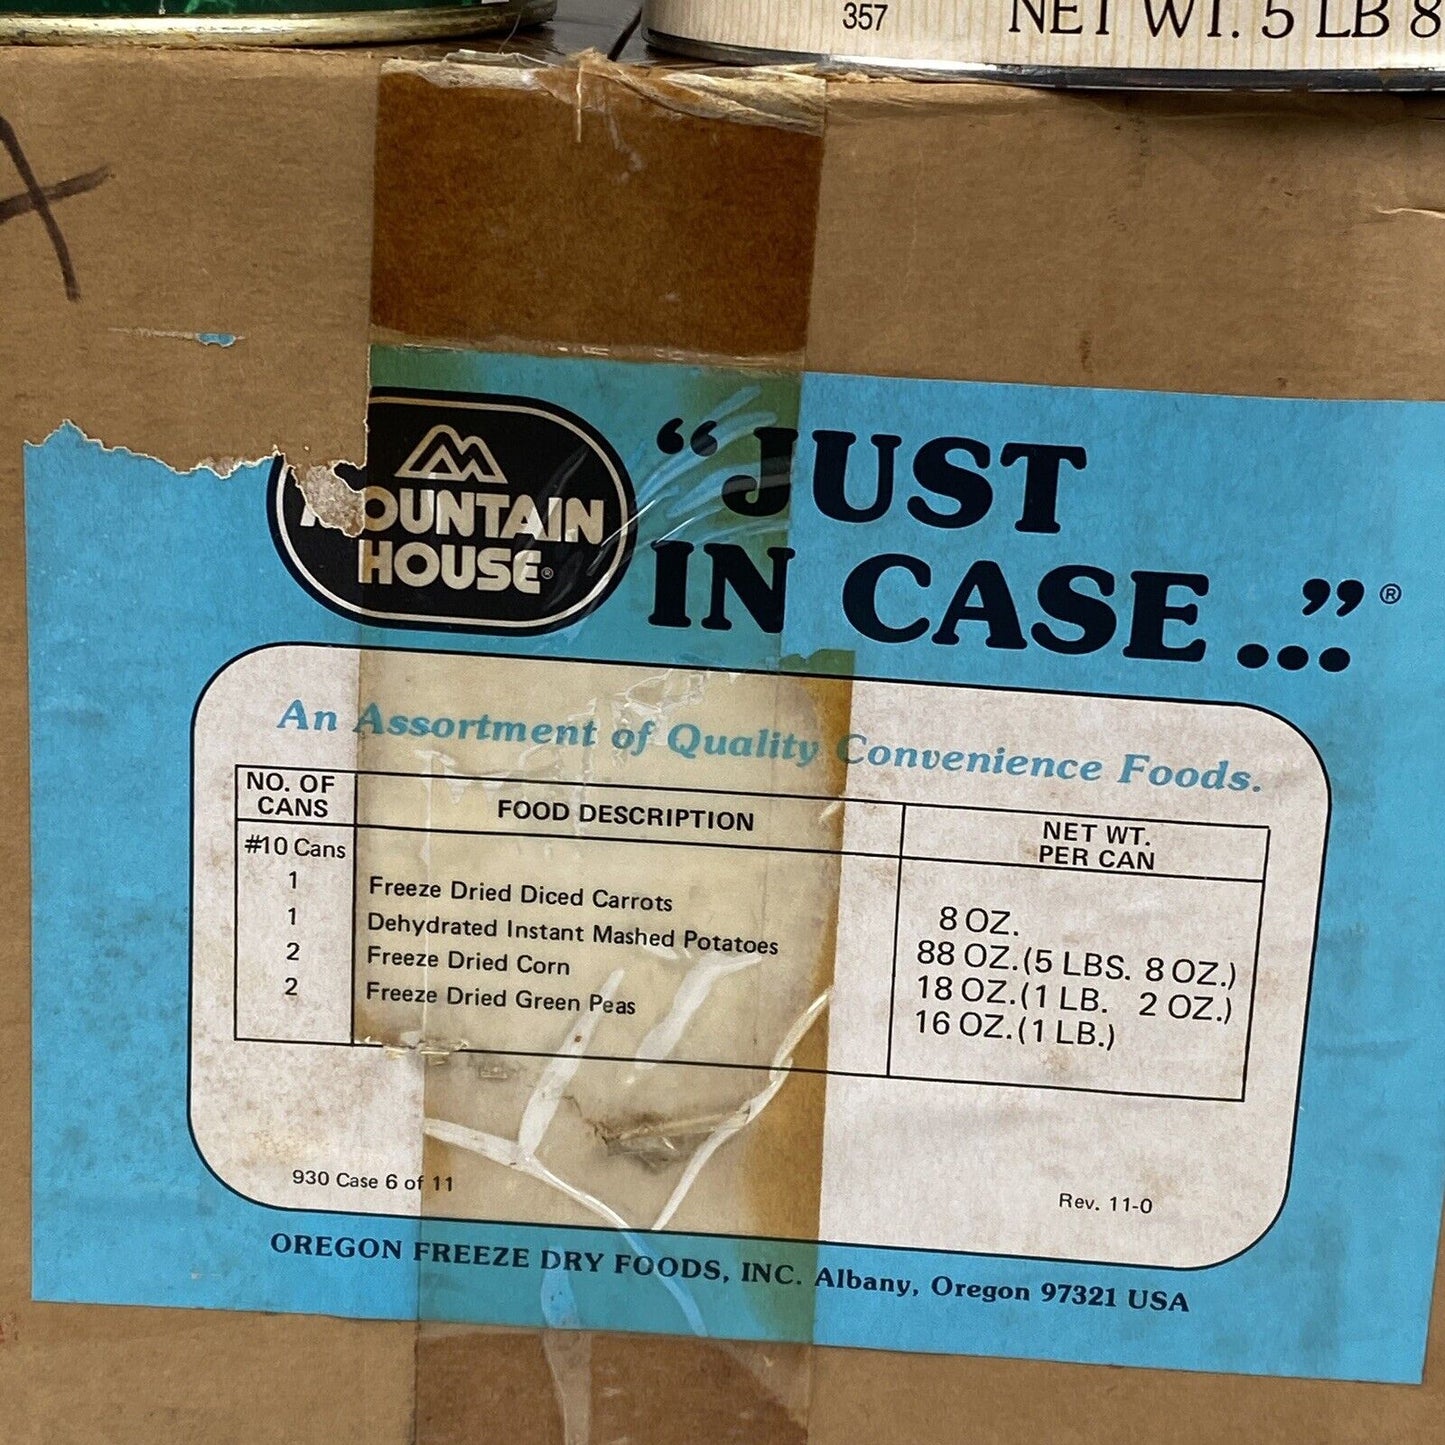 357
NET WT. 5 LB 8
MOUNTAIN
HOUSE®
“JUST
IN CASE...”®
An Assortment of Quality Convenience Foods.
NO. OF
CANS
FOOD DESCRIPTION
NET WT.
PER CAN
#10 Cans
1 Freeze Dried Diced Carrots 8 OZ.
1 Dehydrated Instant Mashed Potatoes 88 OZ.(5 LBS. 8 OZ.)
2 Freeze Dried Corn 18 OZ.(1 LB. 2 OZ.)
2 Freeze Dried Green Peas 16 OZ.(1 LB.)
930 Case 6 of 11
Rev. 11-0
OREGON FREEZE DRY FOODS, INC. Albany, Oregon 97321 USA